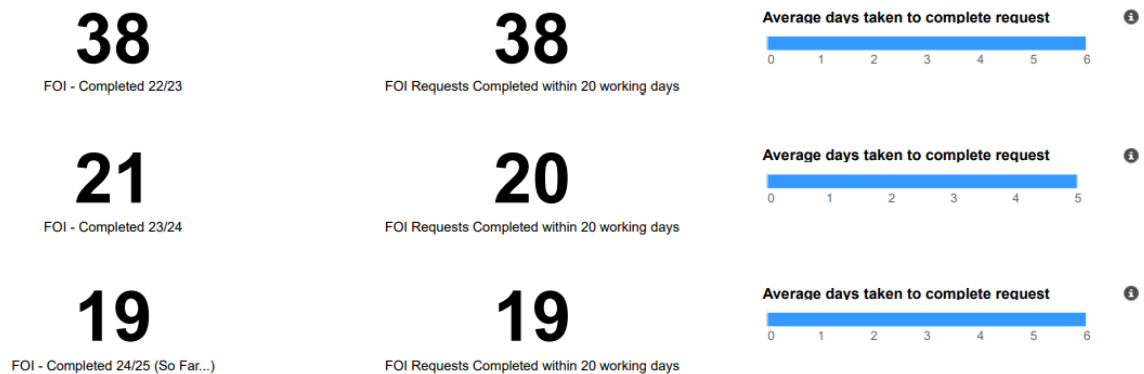 38
FOI - Completed 22/23
38
FOI Requests Completed within 20 working days
Average days taken to complete request
0 1 2 3 4 5 6
21
FOI - Completed 23/24
20
FOI Requests Completed within 20 working days
Average days taken to complete request
0 1 2 3 4 5
19
FOI - Completed 24/25 (So Far...)
19
FOI Requests Completed within 20 working days
Average days taken to complete request
0 1 2 3 4 5 6